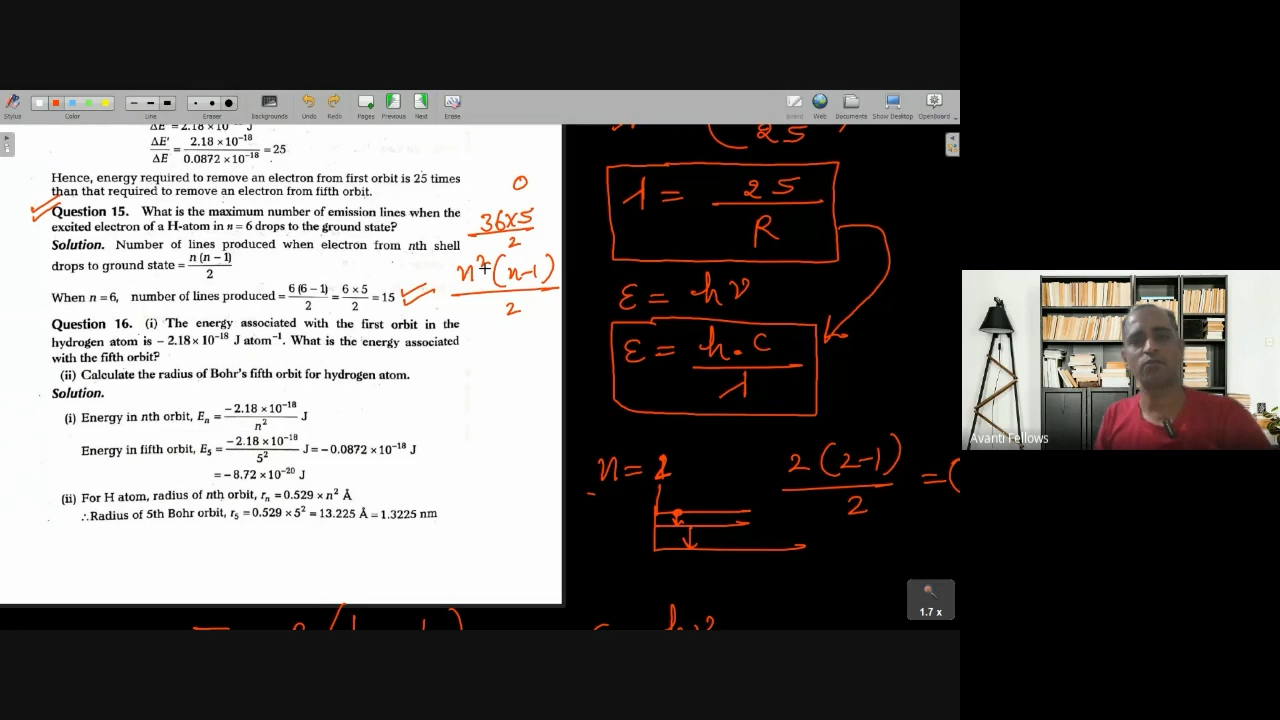 Stylus
Color
Line
Eraser
Backgrounds
Undo
Redo
Pages
Previous
Next
Erase
Board
Web
Documents
Show Desktop
OpenBoard
ΔE′/ΔE = 2.18 ×10⁻¹⁸/0.0872 ×10⁻¹⁸ = 25
Hence, energy required to remove an electron from first orbit is 25 times
than that required to remove an electron from fifth orbit.
Question 15. What is the maximum number of emission lines when the
excited electron of a H-atom in n = 6 drops to the ground state?
Solution. Number of lines produced when electron from nth shell
drops to ground state = n (n – 1)/2
When n = 6, number of lines produced = 6 (6 – 1)/2 = 6 × 5/2 = 15
Question 16. (i) The energy associated with the first orbit in the
hydrogen atom is – 2.18× 10⁻¹⁸ J atom⁻¹. What is the energy associated
with the fifth orbit?
(ii) Calculate the radius of Bohr's fifth orbit for hydrogen atom.
Solution.
(i) Energy in nth orbit, Eₙ = –2.18 ×10⁻¹⁸/n² J
Energy in fifth orbit, E₅ = –2.18 ×10⁻¹⁸/5² J = – 0.0872 ×10⁻¹⁸ J
= –8.72 ×10⁻²⁰ J
(ii) For H atom, radius of nth orbit, rₙ = 0.529 × n² Å
∴ Radius of 5th Bohr orbit, r₅ = 0.529 × 5² = 13.225 Å = 1.3225 nm
0
36×5/2
n²(n-1)/2
25
λ = 25/R
E = hν
E = h.c/λ
n =
2(2-1)/2 =
hν
1.7 x
Avanti Fellows